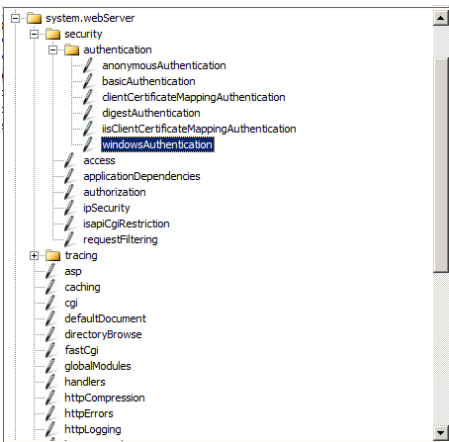 system.webServer
security
authentication
anonymousAuthentication
basicAuthentication
clientCertificateMappingAuthentication
digestAuthentication
iisClientCertificateMappingAuthentication
windowsAuthentication
access
applicationDependencies
authorization
ipSecurity
isapiCgiRestriction
requestFiltering
tracing
asp
caching
cgi
defaultDocument
directoryBrowse
fastCgi
globalModules
handlers
httpCompression
httpErrors
httpLogging